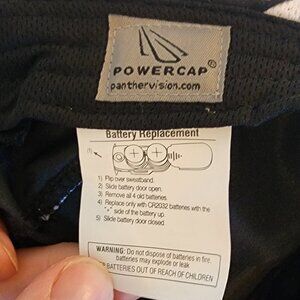 POWERCAP®
panthervision.com
Battery Replacement
(1)
1) Flip over sweatband.
2) Slide battery door open.
3) Remove all 4 old batteries
4) Replace only with CR2032 batteries with the
"+" side of the battery up.
5) Slide battery door closed
WARNING: Do not dispose of batteries in fire,
batteries may explode or leak.
P BATTERIES OUT OF REACH OF CHILDREN